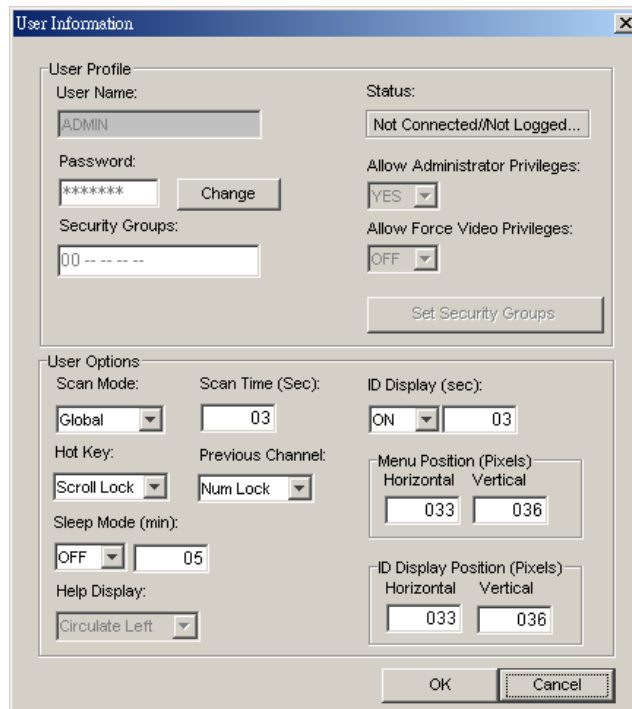 User Information
User Profile
User Name:
ADMIN
Status:
Not Connected//Not Logged...
Password:
*******
Change
Allow Administrator Privileges:
YES
Security Groups:
00 -- -- -- --
Allow Force Video Privileges:
OFF
Set Security Groups
User Options
Scan Mode:
Global
Scan Time (Sec):
03
ID Display (sec):
ON
03
Hot Key:
Scroll Lock
Previous Channel:
Num Lock
Menu Position (Pixels)
Horizontal Vertical
033 036
Sleep Mode (min):
OFF
05
Help Display:
Circulate Left
ID Display Position (Pixels)
Horizontal Vertical
033 036
OK
Cancel